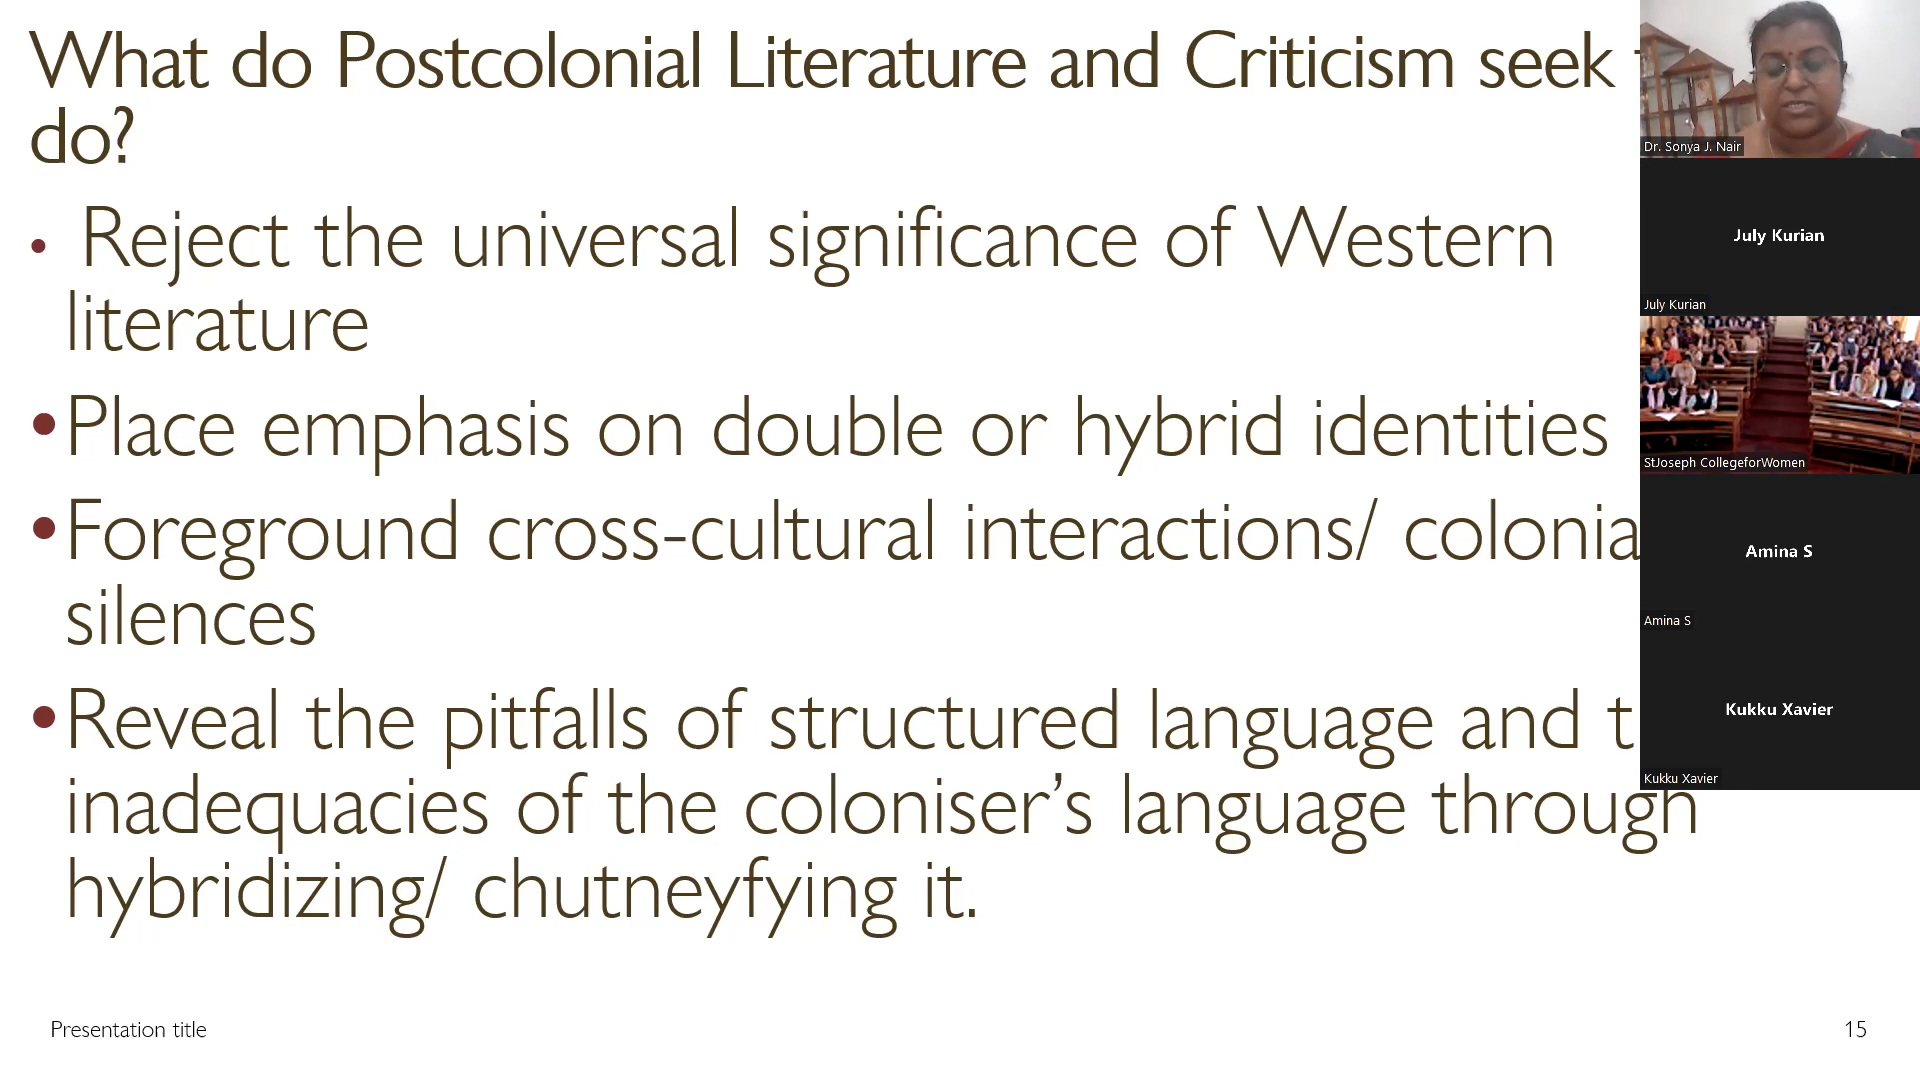 What do Postcolonial Literature and Criticism seek
do?
• Reject the universal significance of Western
literature
•Place emphasis on double or hybrid identities
•Foreground cross-cultural interactions/ colonia
silences
•Reveal the pitfalls of structured language and t
inadequacies of the coloniser’s language through
hybridizing/ chutneyfying it.
Presentation title
15
Dr. Sonya J. Nair
July Kurian
July Kurian
StJoseph CollegeforWomen
Amina S
Amina S
Kukku Xavier
Kukku Xavier